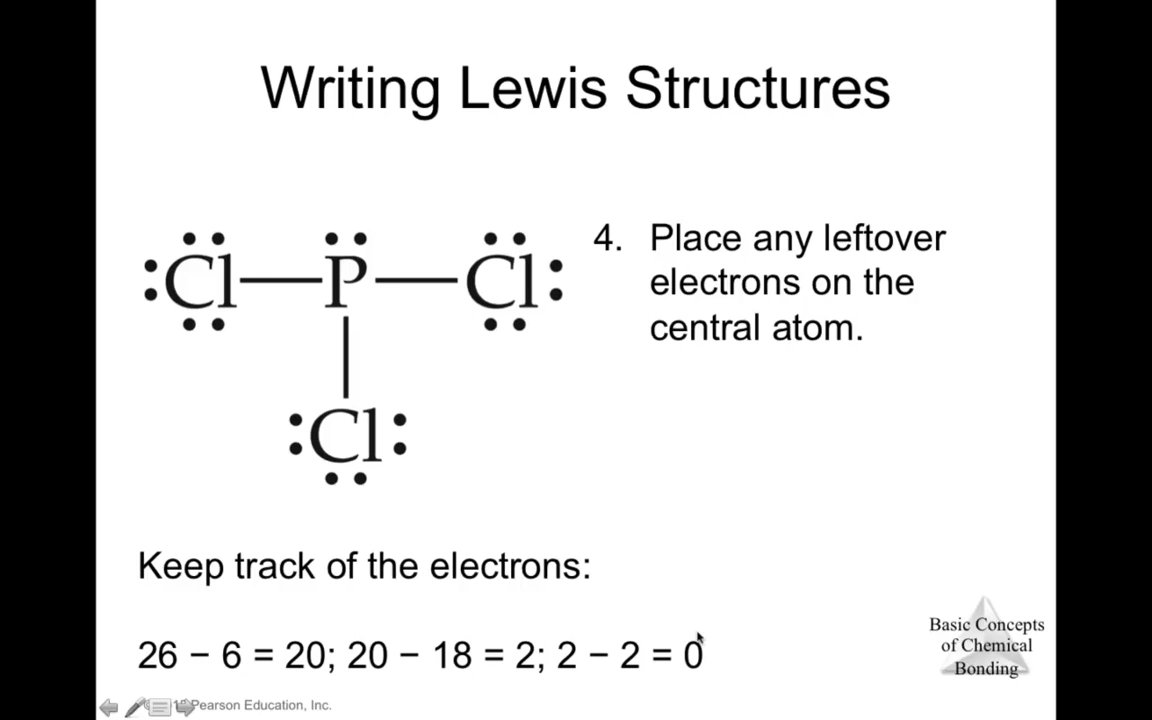 Writing Lewis Structures
4. Place any leftover
electrons on the
central atom.
Cl—P—Cl
Cl
Keep track of the electrons:
26 − 6 = 20; 20 − 18 = 2; 2 − 2 = 0
Basic Concepts
of Chemical
Bonding
Pearson Education, Inc.